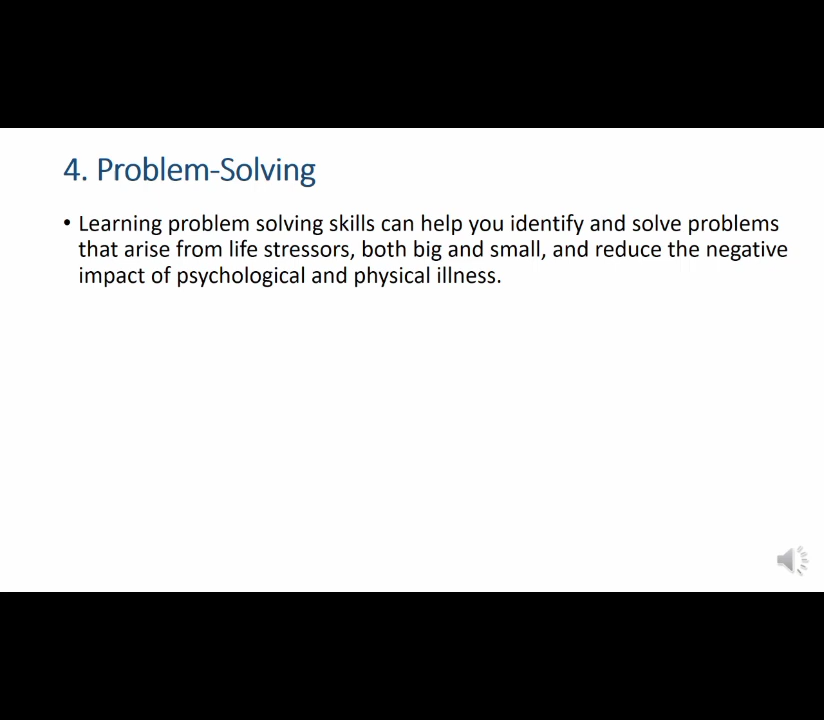 4. Problem-Solving
• Learning problem solving skills can help you identify and solve problems
that arise from life stressors, both big and small, and reduce the negative
impact of psychological and physical illness.